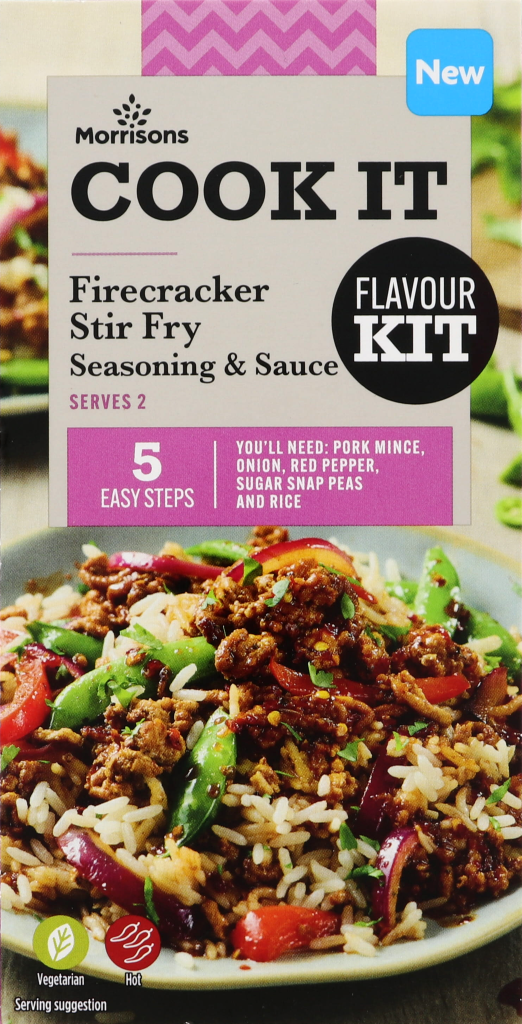 New
Morrisons
COOK IT
Firecracker
Stir Fry
Seasoning & Sauce
SERVES 2
FLAVOUR
KIT
5
EASY STEPS
YOU'LL NEED: PORK MINCE,
ONION, RED PEPPER,
SUGAR SNAP PEAS
AND RICE
Vegetarian
Hot
Serving suggestion